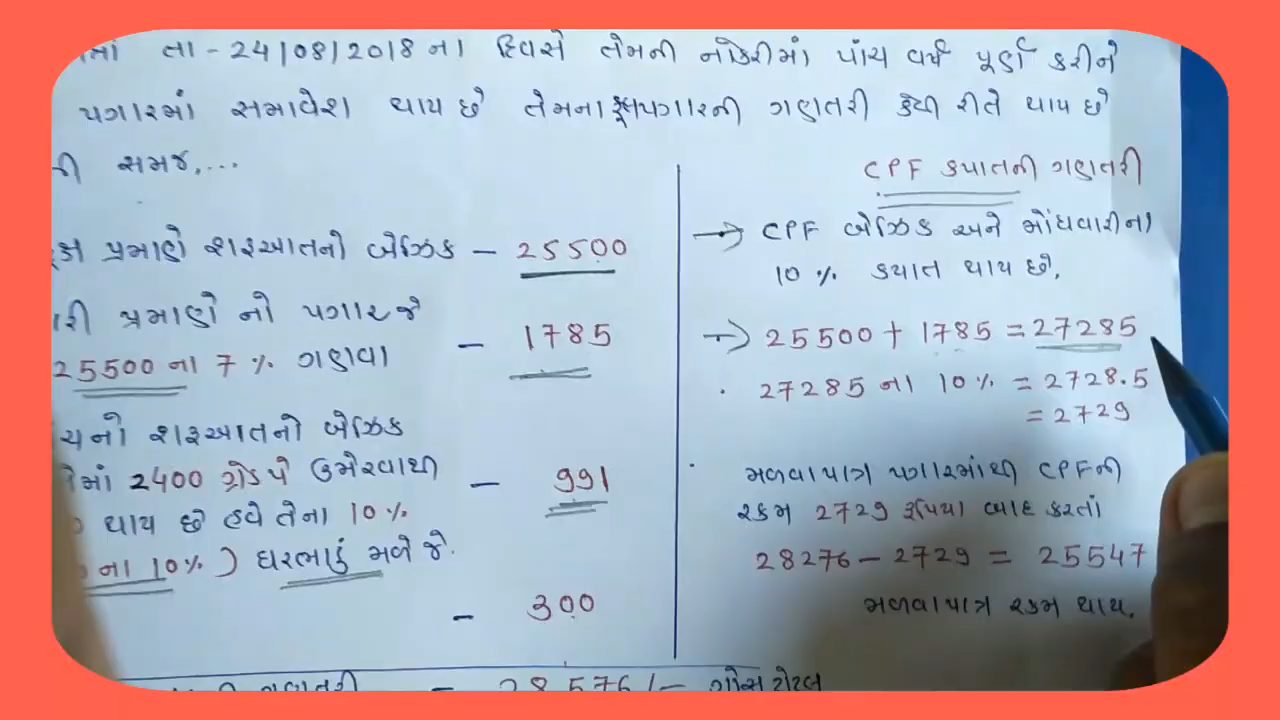 તા - 24/08/2018 ના દિવસે તેમની નોકરીમાં પાંચ વર્ષ પૂર્ણ કરીને
પગારમાં સમાવેશ થાય છે તેમના ફુલપગારની ગણતરી કેવી રીતે થાય છે
ની સમજ,...
પ્રમાણે શરૂઆતનો બેઝિક - 25500
પ્રમાણે નો પગાર જે
25500 ના 7 % ગણવા - 1785
શરૂઆતનો બેઝિક
2400 ગ્રેડ પે ઉમેરવાથી - 991
થાય છે હવે તેના 10%
ના 10%) ઘરભાડું મળે જે.
- 300
ગણતરી - 28576/- ગ્રોસ ટોટલ
CPF કપાતની ગણતરી
→ CPF બેઝિક અને મોંઘવારીના
10 % કપાત થાય છે.
→ 25500 + 1785 = 27285
. 27285 ના 10% = 2728.5
= 2729
. મળવાપાત્ર પગારમાંથી CPF ની
રકમ 2729 રૂપિયા બાદ કરતાં
28276 - 2729 = 25547
મળવાપાત્ર રકમ થાય.